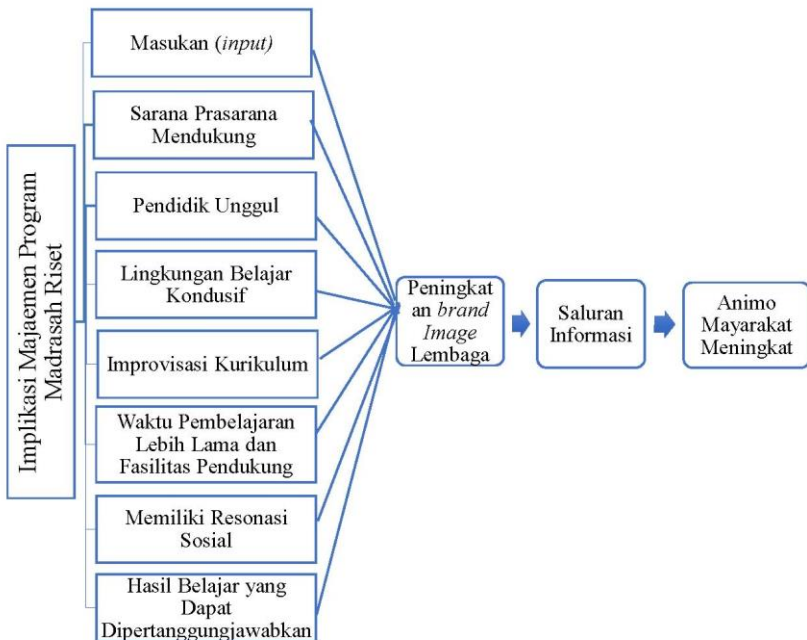 Implikasi Majaemen Program
Madrasah Riset
Masukan (input)
Sarana Prasarana
Mendukung
Pendidik Unggul
Lingkungan Belajar
Kondusif
Improvisasi Kurikulum
Waktu Pembelajaran
Lebih Lama dan
Fasilitas Pendukung
Memiliki Resonasi
Sosial
Hasil Belajar yang
Dapat
Dipertanggungjawabkan
Peningkat
an brand
Image
Lembaga
Saluran
Informasi
Animo
Mayarakat
Meningkat